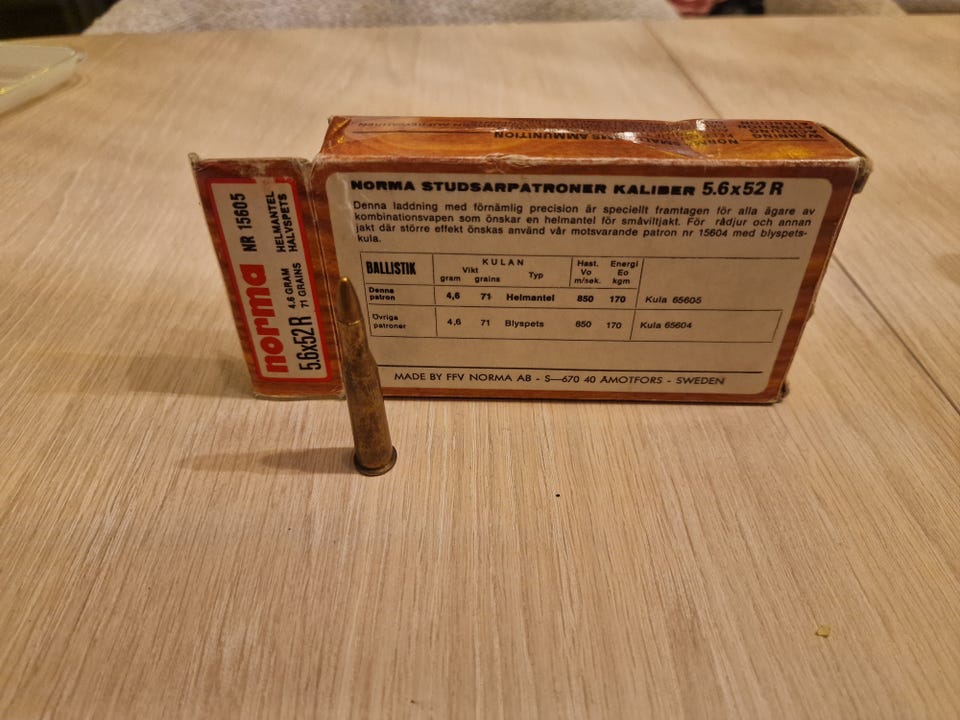 norma NR 15605
5.6x52 R 4.6 GRAM HELMANTEL
71 GRAINS HALVSPETS
WARNING
NORMA STUDSARPATRONER KALIBER 5.6 x 52 R
Denna laddning med förnämlig precision är speciellt framtagen för alla ägare av
kombinationsvapen som önskar en helmantel för småviltjakt. För rådjur och annan
jakt där större effekt önskas använd vår motsvarande patron nr 15604 med blyspets-
kula.
BALLISTIK
KULAN
Vikt
gram grains Typ
Hast.
Vo
m/sek.
Energi
Eo
kgm
Denna
patron 4,6 71 Helmantel 850 170 Kula 65605
Övriga
patroner 4,6 71 Blyspets 850 170 Kula 65604
MADE BY FFV NORMA AB - S—670 40 ÅMOTFORS - SWEDEN